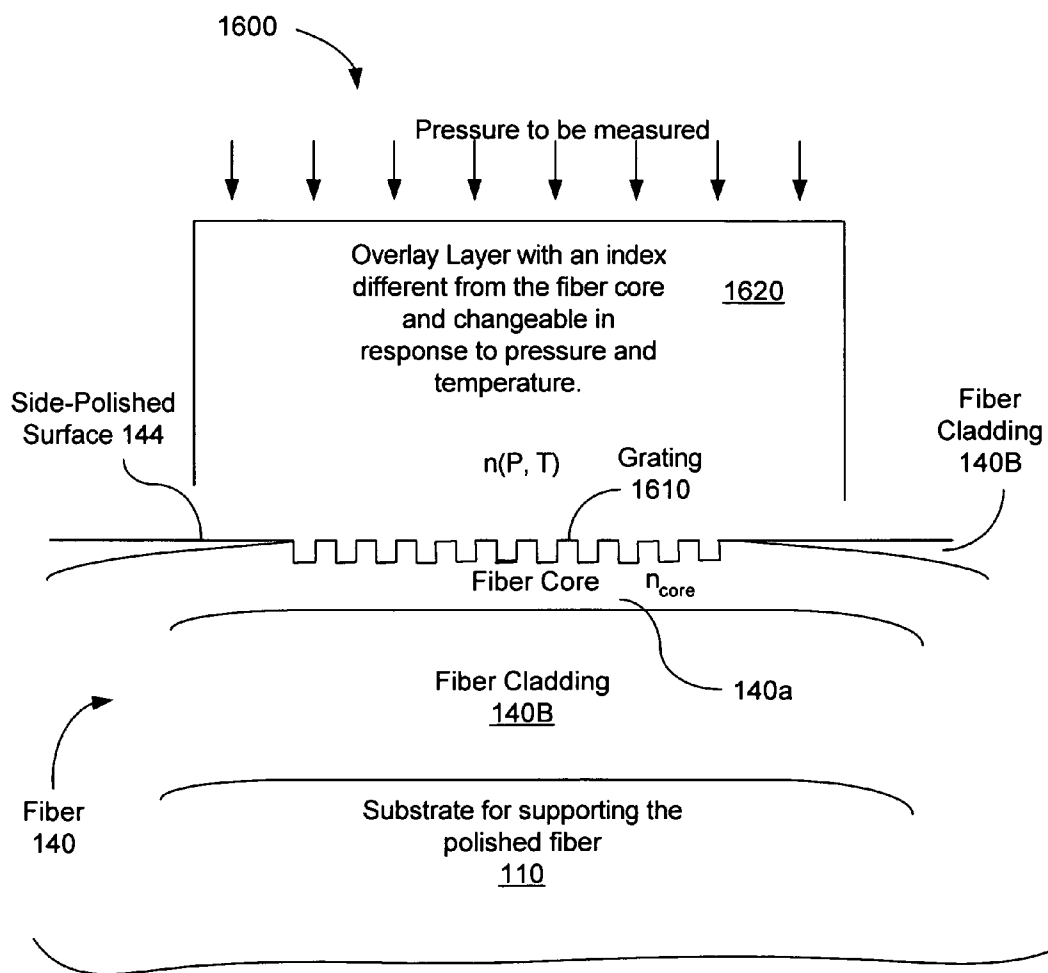 1600
Pressure to be measured
Overlay Layer with an index
different from the fiber core
and changeable in
response to pressure and
temperature.
1620
Side-Polished
Surface 144
n(P, T)
Grating
1610
Fiber
Cladding
140B
Fiber Core
ncore
Fiber Cladding
140B
140a
Fiber
140
Substrate for supporting the
polished fiber
110